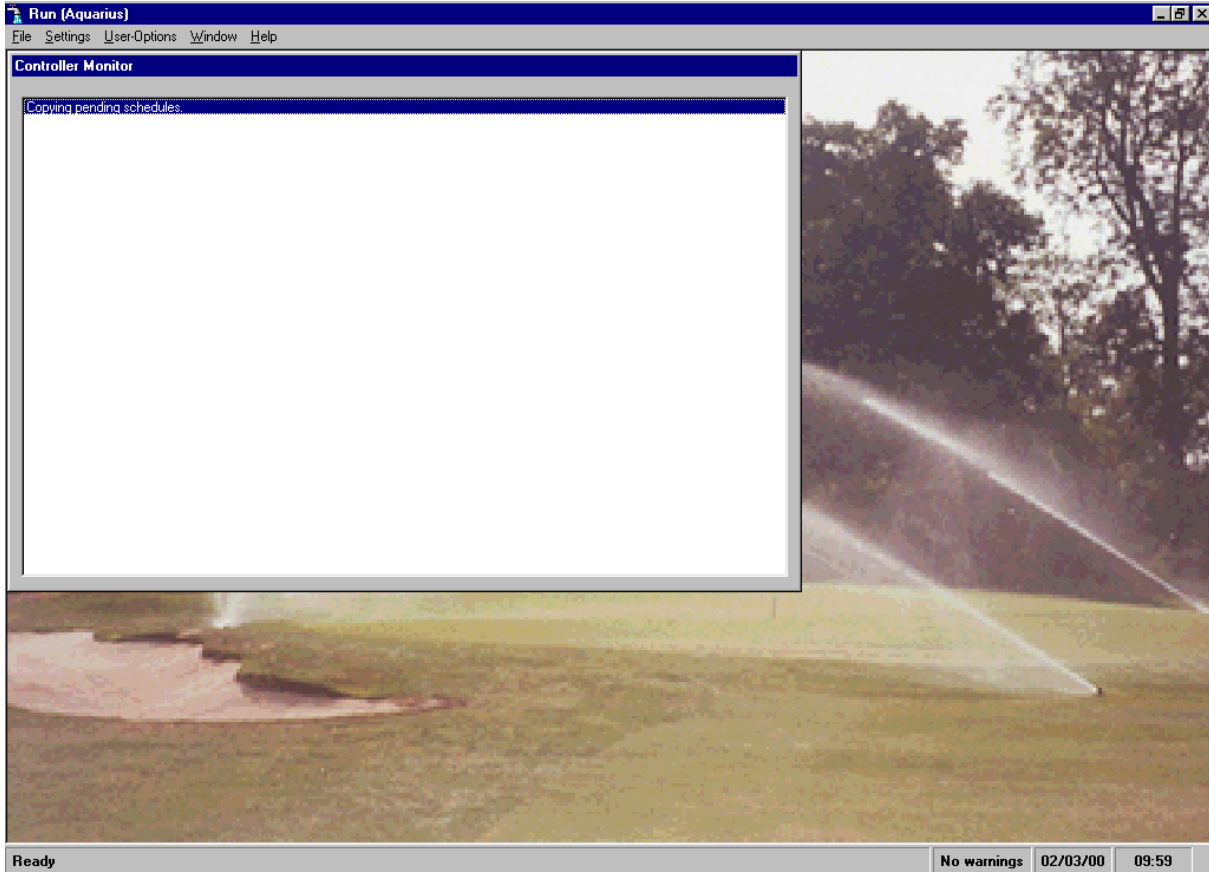 Run (Aquarius)
File Settings User-Options Window Help
Controller Monitor
Copying pending schedules.
Ready No warnings 02/03/00 09:59